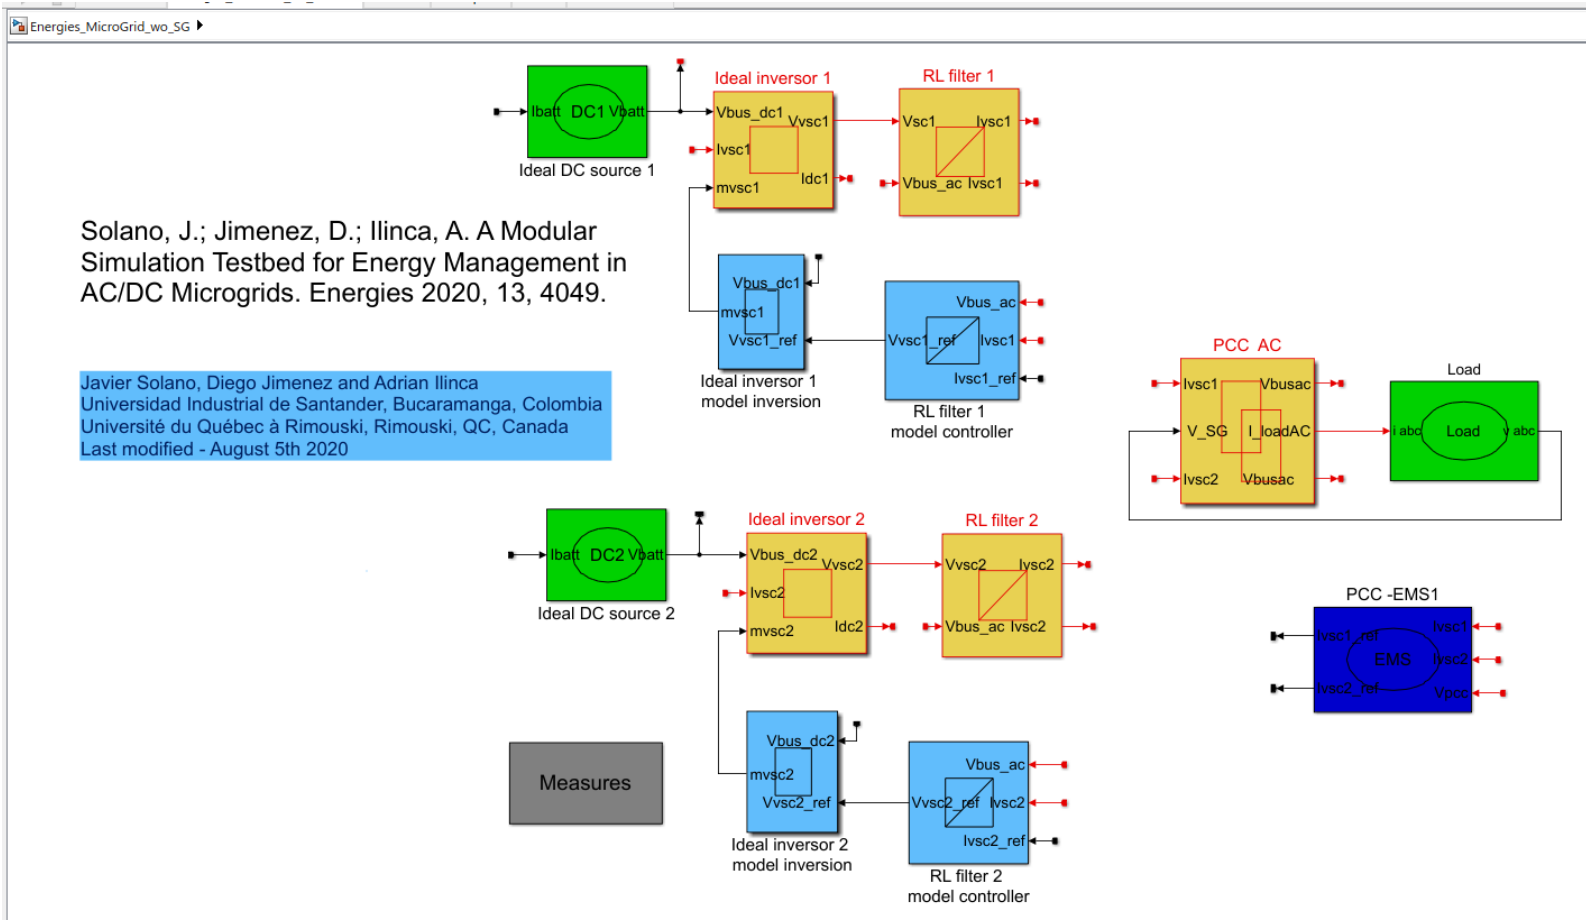 Energies_MicroGrid_wo_SG
Ideal inversor 1
RL filter 1
Ibatt DC1 Vbatt
Ideal DC source 1
Vbus_dc1
Vvsc1
Ivsc1
Idc1
mvsc1
Vsc1
Ivsc1
Vbus_ac Ivsc1
Solano, J.; Jimenez, D.; Ilinca, A. A Modular
Simulation Testbed for Energy Management in
AC/DC Microgrids. Energies 2020, 13, 4049.
Vbus_dc1
mvsc1
Vvsc1_ref
Ideal inversor 1
model inversion
Vbus_ac
Vvsc1_ref
Ivsc1
Ivsc1_ref
RL filter 1
model controller
Javier Solano, Diego Jimenez and Adrian Ilinca
Universidad Industrial de Santander, Bucaramanga, Colombia
Université du Québec à Rimouski, Rimouski, QC, Canada
Last modified - August 5th 2020
PCC AC
Ivsc1
Vbusac
V_SG
I_loadAC
Ivsc2
Vbusac
Load
i abc
Load
v abc
Ideal inversor 2
RL filter 2
Ibatt DC2 Vbatt
Ideal DC source 2
Vbus_dc2
Vvsc2
Ivsc2
Idc2
mvsc2
Vvsc2
Ivsc2
Vbus_ac Ivsc2
PCC -EMS1
Ivsc1_ref
Ivsc1
EMS
Ivsc2
Ivsc2_ref
Vpcc
Measures
Vbus_dc2
mvsc2
Vvsc2_ref
Ideal inversor 2
model inversion
Vbus_ac
Vvsc2_ref
Ivsc2
Ivsc2_ref
RL filter 2
model controller